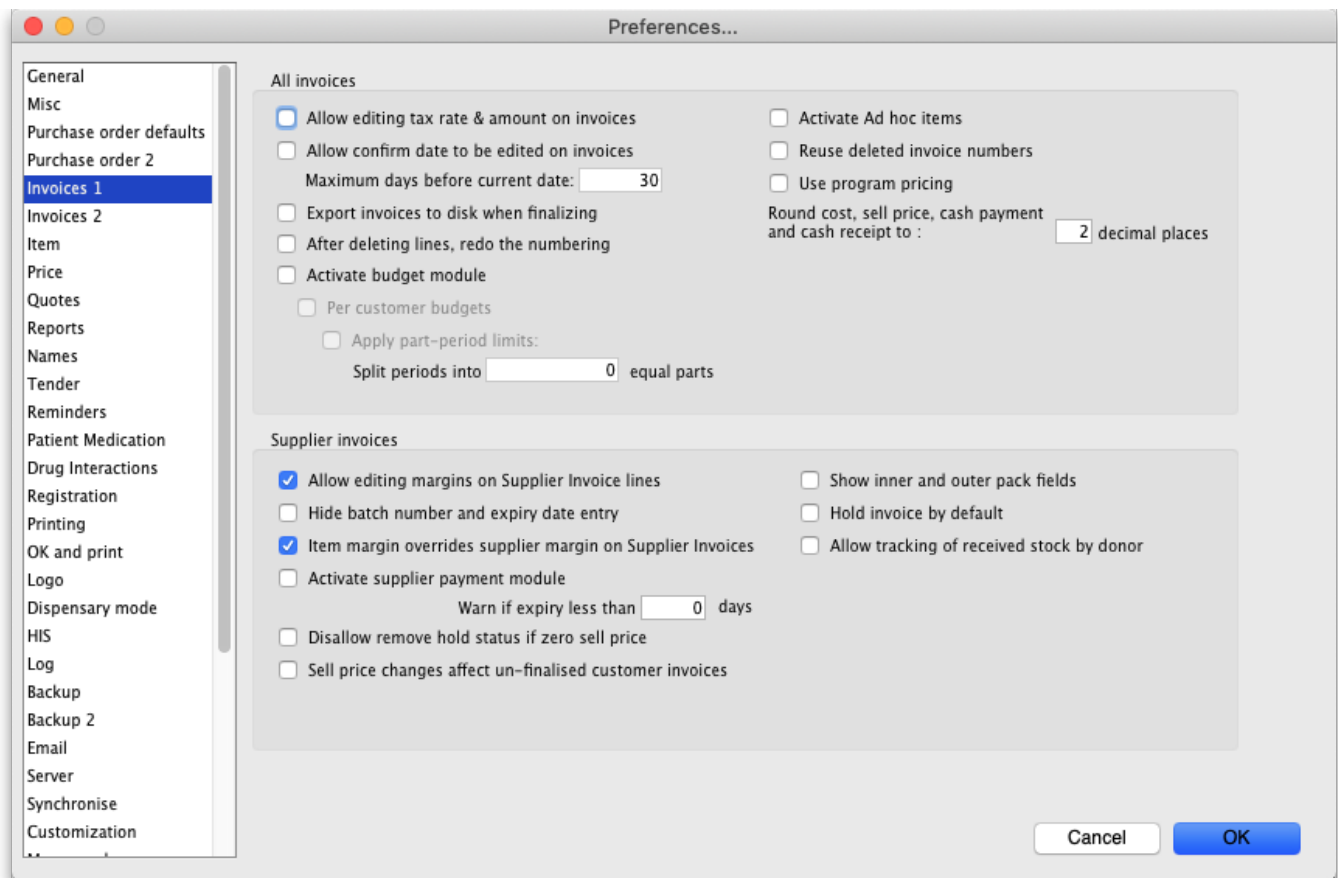 Preferences...
General
Misc
Purchase order defaults
Purchase order 2
Invoices 1
Invoices 2
Item
Price
Quotes
Reports
Names
Tender
Reminders
Patient Medication
Drug Interactions
Registration
Printing
OK and print
Logo
Dispensary mode
HIS
Log
Backup
Backup 2
Email
Server
Synchronise
Customization
All invoices
Allow editing tax rate & amount on invoices
Allow confirm date to be edited on invoices
Maximum days before current date: 30
Export invoices to disk when finalizing
After deleting lines, redo the numbering
Activate budget module
Per customer budgets
Apply part-period limits:
Split periods into 0 equal parts
Activate Ad hoc items
Reuse deleted invoice numbers
Use program pricing
Round cost, sell price, cash payment
and cash receipt to : 2 decimal places
Supplier invoices
Allow editing margins on Supplier Invoice lines
Hide batch number and expiry date entry
Item margin overrides supplier margin on Supplier Invoices
Activate supplier payment module
Warn if expiry less than 0 days
Disallow remove hold status if zero sell price
Sell price changes affect un-finalised customer invoices
Show inner and outer pack fields
Hold invoice by default
Allow tracking of received stock by donor
Cancel
OK